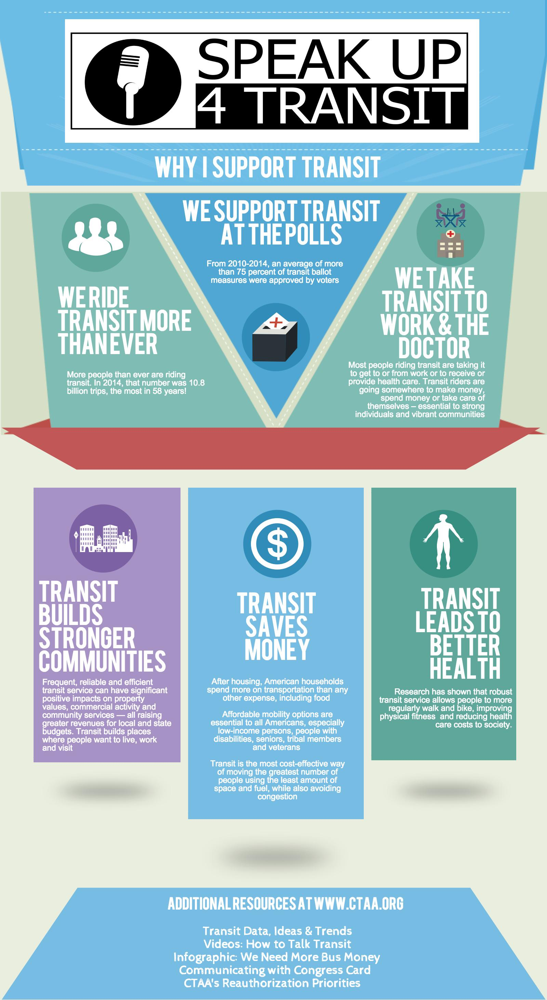 SPEAK UP
4 TRANSIT
WHY I SUPPORT TRANSIT
WE RIDE
TRANSIT MORE
THAN EVER
More people than ever are riding
transit. In 2014, that number was 10.8
billion trips, the most in 58 years!
WE SUPPORT TRANSIT
AT THE POLLS
From 2010-2014, an average of more
than 75 percent of transit ballot
measures were approved by voters
WE TAKE
TRANSIT TO
WORK & THE
DOCTOR
Most people riding transit are taking it
to get to or from work or to receive or
provide health care. Transit riders are
going somewhere to make money,
spend money or take care of
themselves – essential to strong
individuals and vibrant communities
TRANSIT
BUILDS
STRONGER
COMMUNITIES
Frequent, reliable and efficient
transit service can have significant
positive impacts on property
values, commercial activity and
community services — all raising
greater revenues for local and state
budgets. Transit builds places
where people want to live, work
and visit
$
TRANSIT
SAVES
MONEY
After housing, American households
spend more on transportation than any
other expense, including food
Affordable mobility options are
essential to all Americans, especially
low-income persons, people with
disabilities, seniors, tribal members
and veterans
Transit is the most cost-effective way
of moving the greatest number of
people using the least amount of
space and fuel, while also avoiding
congestion
TRANSIT
LEADS TO
BETTER
HEALTH
Research has shown that robust
transit service allows people to more
regularly walk and bike, improving
physical fitness  and reducing health
care costs to society.
ADDITIONAL RESOURCES AT WWW.CTAA.ORG
Transit Data, Ideas & Trends
Videos: How to Talk Transit
Infographic: We Need More Bus Money
Communicating with Congress Card
CTAA's Reauthorization Priorities